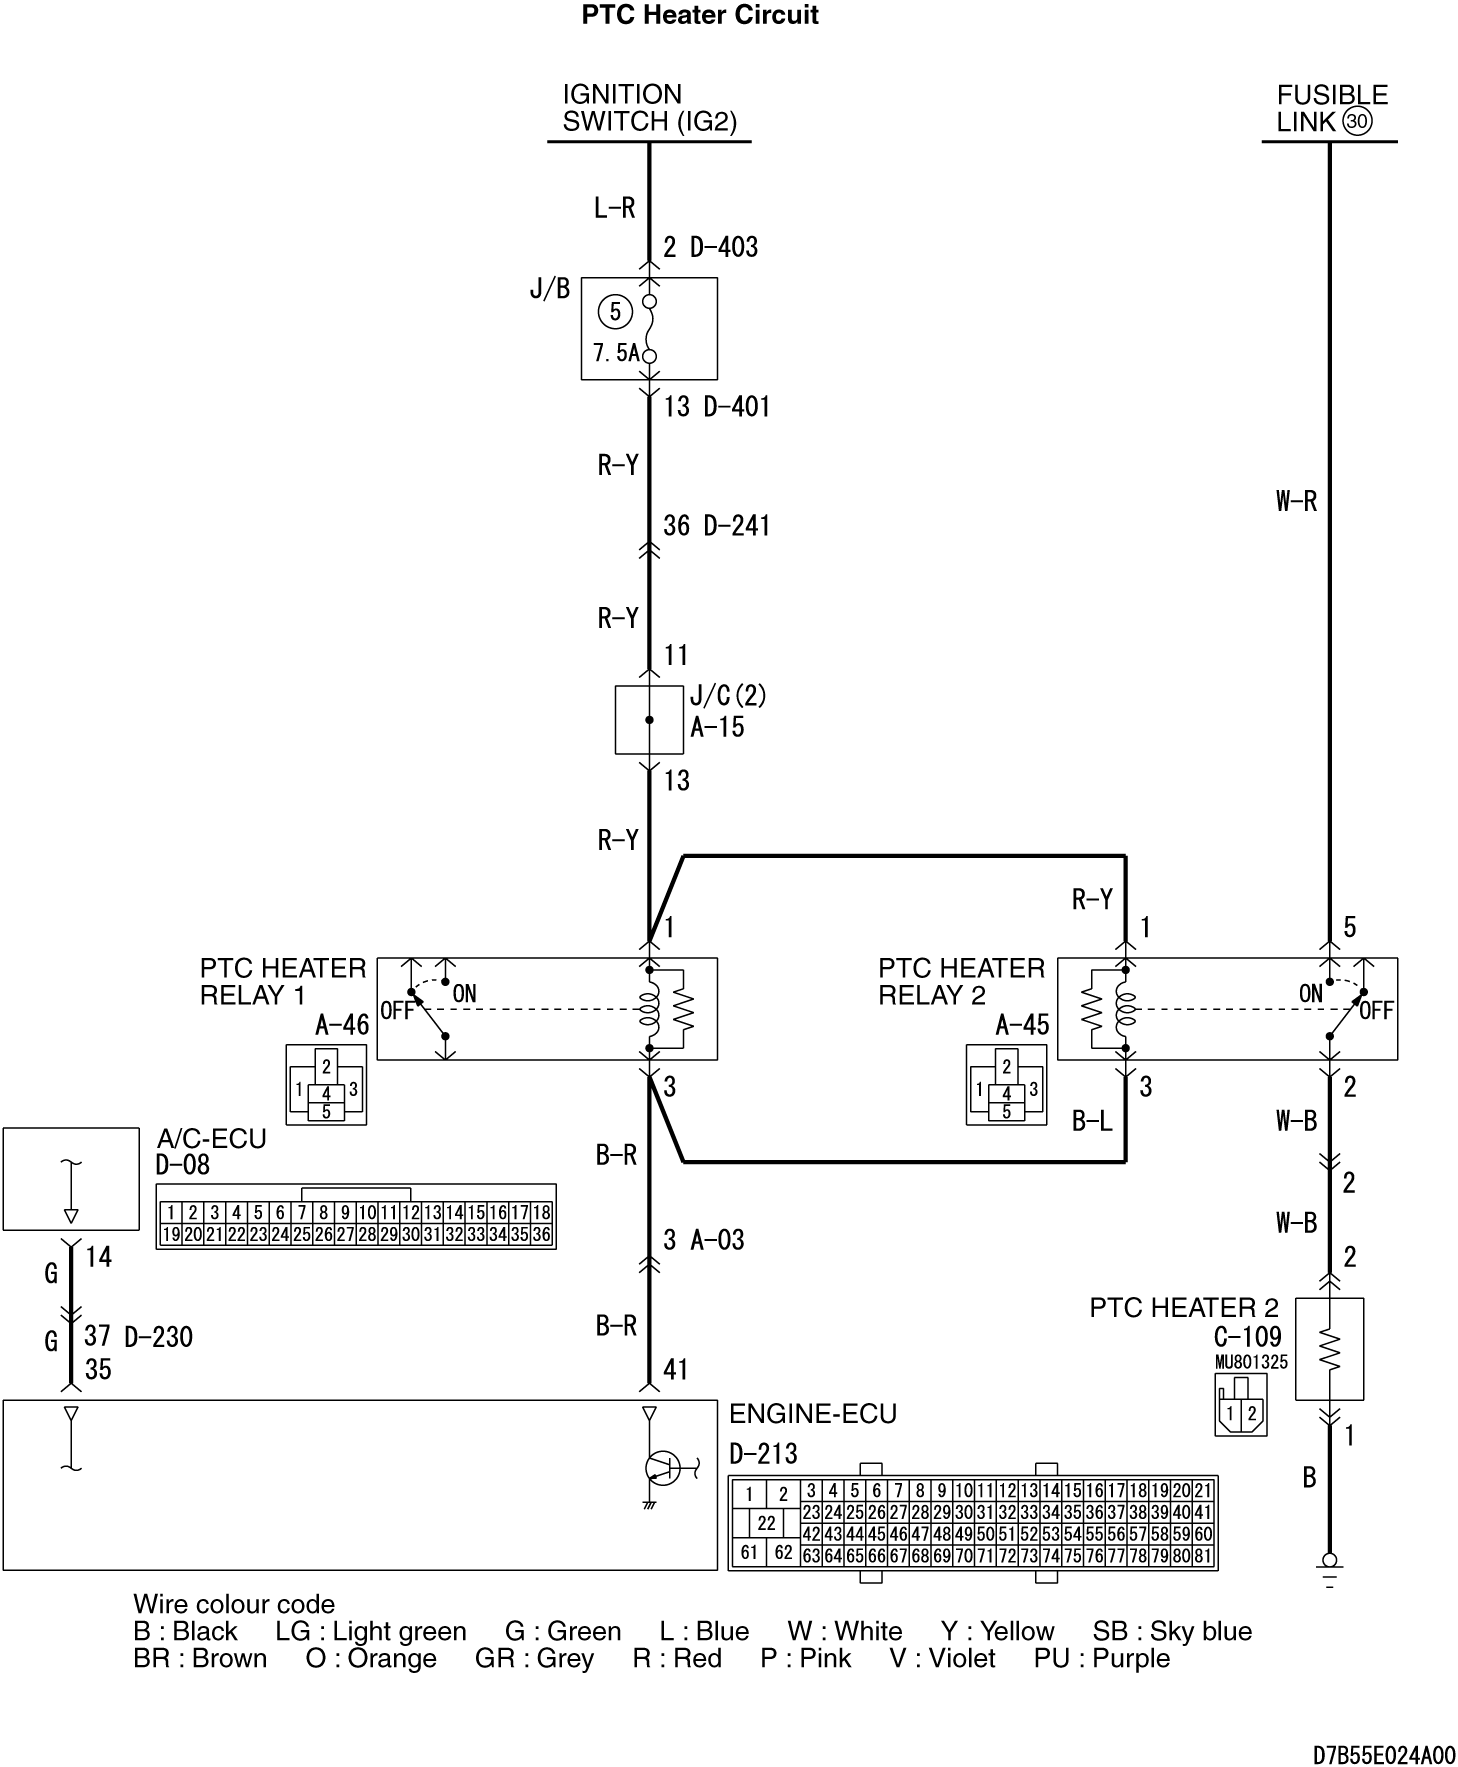 PTC Heater Circuit
IGNITION
SWITCH (IG2)
FUSIBLE
LINK 30
L-R
2 D-403
J/B
5
7.5A
13 D-401
R-Y
36 D-241
W-R
R-Y
11
J/C(2)
A-15
13
R-Y
R-Y
1
1
5
PTC HEATER
RELAY 1
A-46
OFF
ON
PTC HEATER
RELAY 2
A-45
ON
OFF
2
1
4
3
5
2
1
4
3
5
3
3
2
B-R
B-L
W-B
2
W-B
2
A/C-ECU
D-08
1 2 3 4 5 6 7 8 9 10 11 12 13 14 15 16 17 18
19 20 21 22 23 24 25 26 27 28 29 30 31 32 33 34 35 36
14
G
3 A-03
G
37 D-230
35
B-R
41
PTC HEATER 2
C-109
MU801325
1 2
1
B
ENGINE-ECU
D-213
1 2 3 4 5 6 7 8 9 10 11 12 13 14 15 16 17 18 19 20 21
22 23 24 25 26 27 28 29 30 31 32 33 34 35 36 37 38 39 40 41
42 43 44 45 46 47 48 49 50 51 52 53 54 55 56 57 58 59 60
61 62 63 64 65 66 67 68 69 70 71 72 73 74 75 76 77 78 79 80 81
Wire colour code
B : Black LG : Light green G : Green L : Blue W : White Y : Yellow SB : Sky blue
BR : Brown O : Orange GR : Grey R : Red P : Pink V : Violet PU : Purple
D7B55E024A00